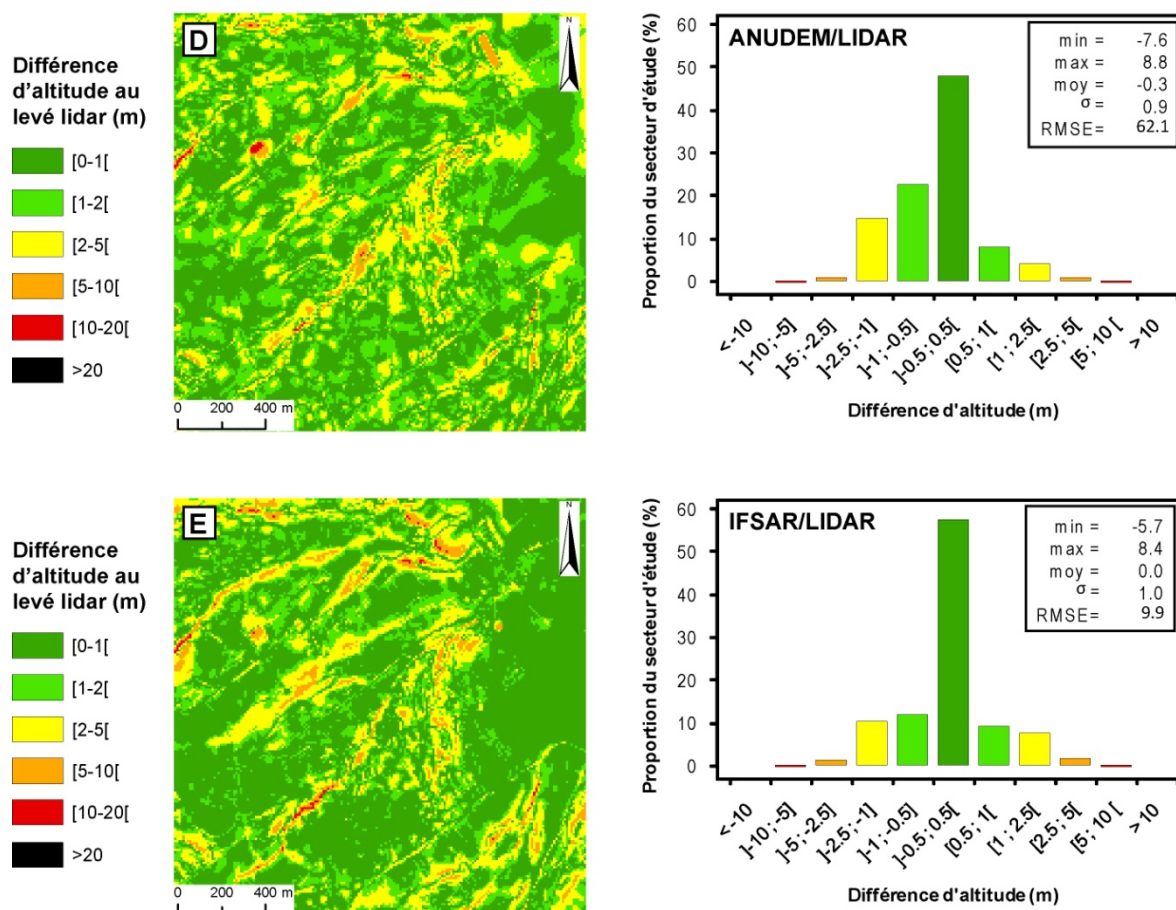 D
N
Différence
d'altitude au
levé lidar (m)
[0-1[
[1-2[
[2-5[
[5-10[
[10-20[
>20
0 200 400 m
ANUDEM/LIDAR
min = -7.6
max = 8.8
moy = -0.3
σ = 0.9
RMSE= 62.1
Proportion du secteur d'étude (%)
60
50
40
30
20
10
0
<-10
]-10 ; -5]
]-5 ; -2.5]
]-2.5 ; -1]
]-1 ; -0.5]
]-0.5 ; 0.5[
[0.5 ; 1[
[1 ; 2.5[
[2.5 ; 5[
[5 ; 10 [
>10
Différence d'altitude (m)
E
N
Différence
d'altitude au
levé lidar (m)
[0-1[
[1-2[
[2-5[
[5-10[
[10-20[
>20
0 200 400 m
IFSAR/LIDAR
min = -5.7
max = 8.4
moy = 0.0
σ = 1.0
RMSE= 9.9
Proportion du secteur d'étude (%)
60
50
40
30
20
10
0
<-10
]-10 ; -5]
]-5 ; -2.5]
]-2.5 ; -1]
]-1 ; -0.5]
]-0.5 ; 0.5[
[0.5 ; 1[
[1 ; 2.5[
[2.5 ; 5[
[5 ; 10 [
>10
Différence d'altitude (m)